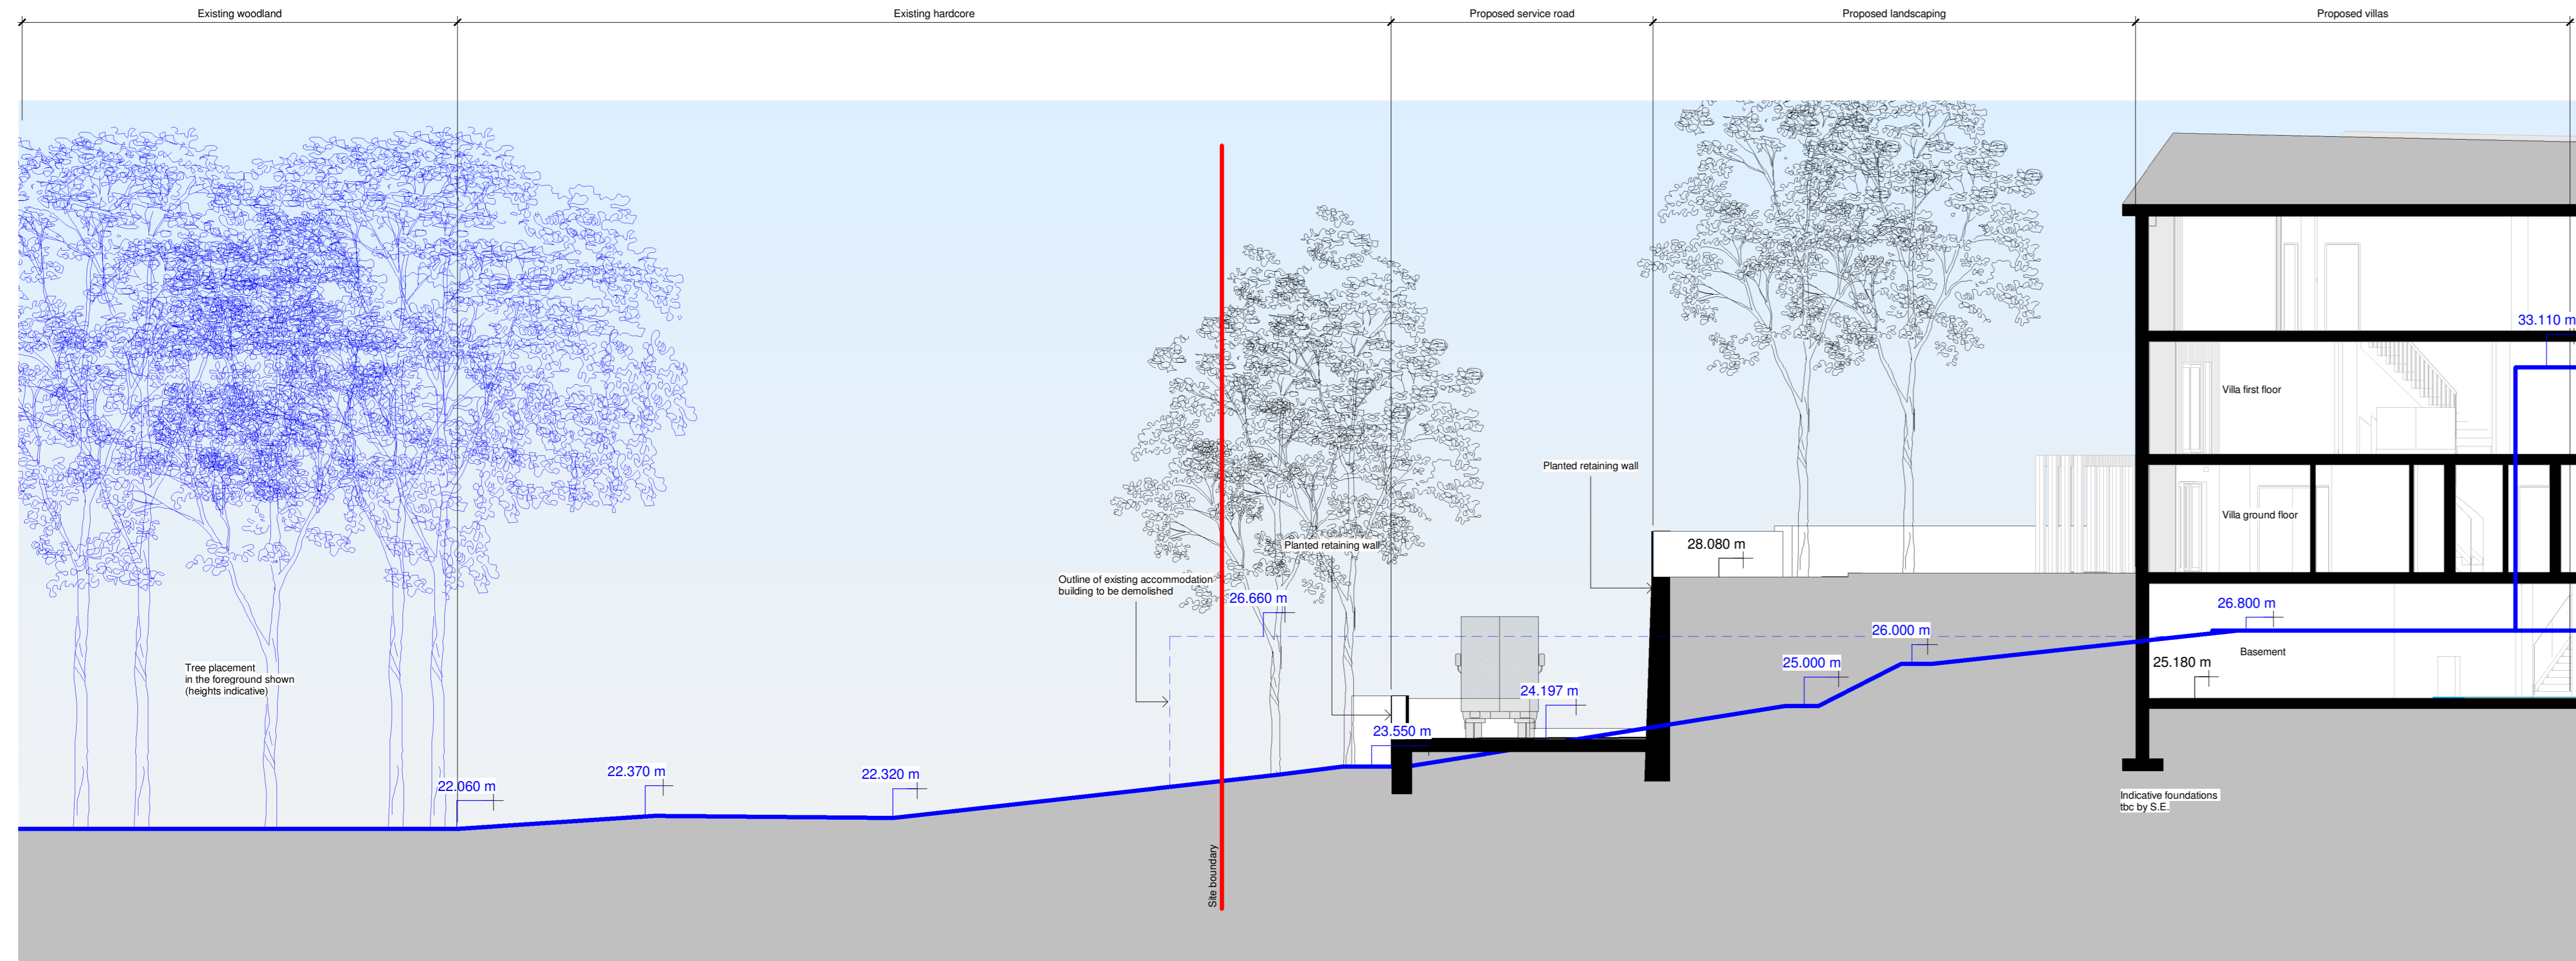 Existing woodland
Existing hardcore
Proposed service road
Proposed landscaping
Proposed villas
33.110 m
Villa first floor
Planted retaining wall
Villa ground floor
28.080 m
Planted retaining wall
Outline of existing accommodation
building to be demolished
26.660 m
26.800 m
26.000 m
Basement
25.180 m
25.000 m
Tree placement
in the foreground shown
(heights indicative)
24.197 m
23.550 m
22.370 m
22.320 m
22.060 m
Indicative foundations
tbc by S.E.
Site boundary